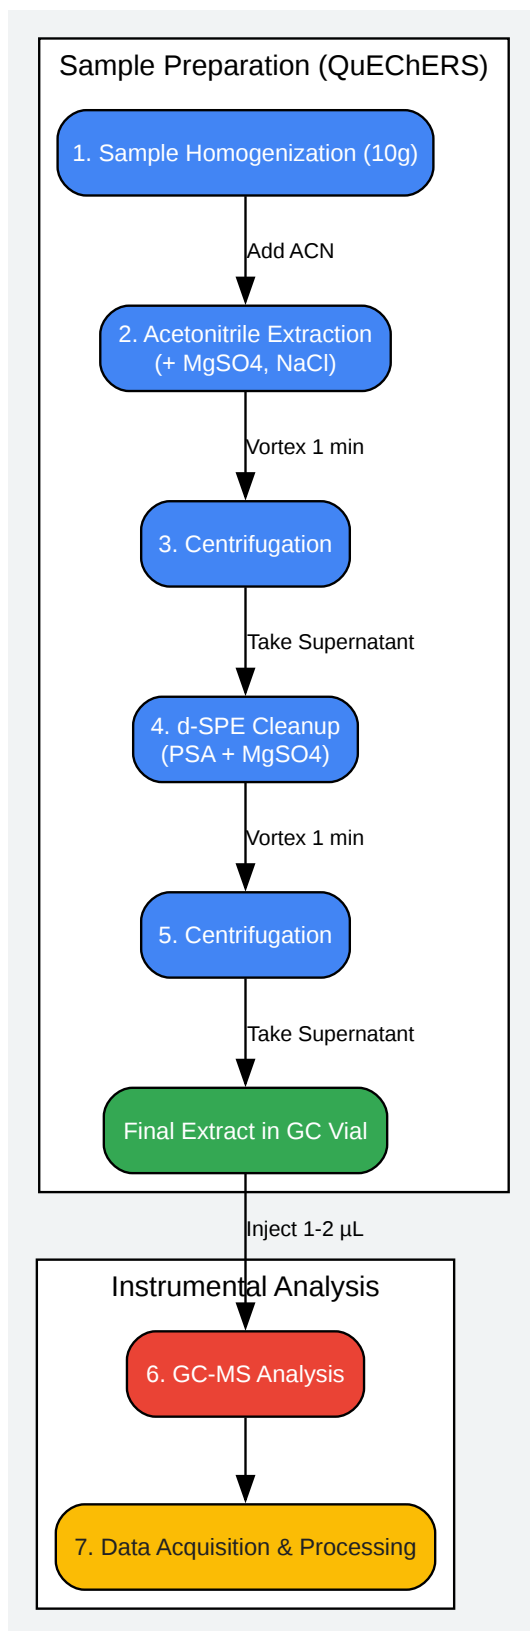 Sample Preparation (QuEChERS)
1. Sample Homogenization (10g)
Add ACN
2. Acetonitrile Extraction
(+ MgSO4, NaCl)
Vortex 1 min
3. Centrifugation
Take Supernatant
4. d-SPE Cleanup
(PSA + MgSO4)
Vortex 1 min
5. Centrifugation
Take Supernatant
Final Extract in GC Vial
Inject 1-2 µL
Instrumental Analysis
6. GC-MS Analysis
7. Data Acquisition & Processing